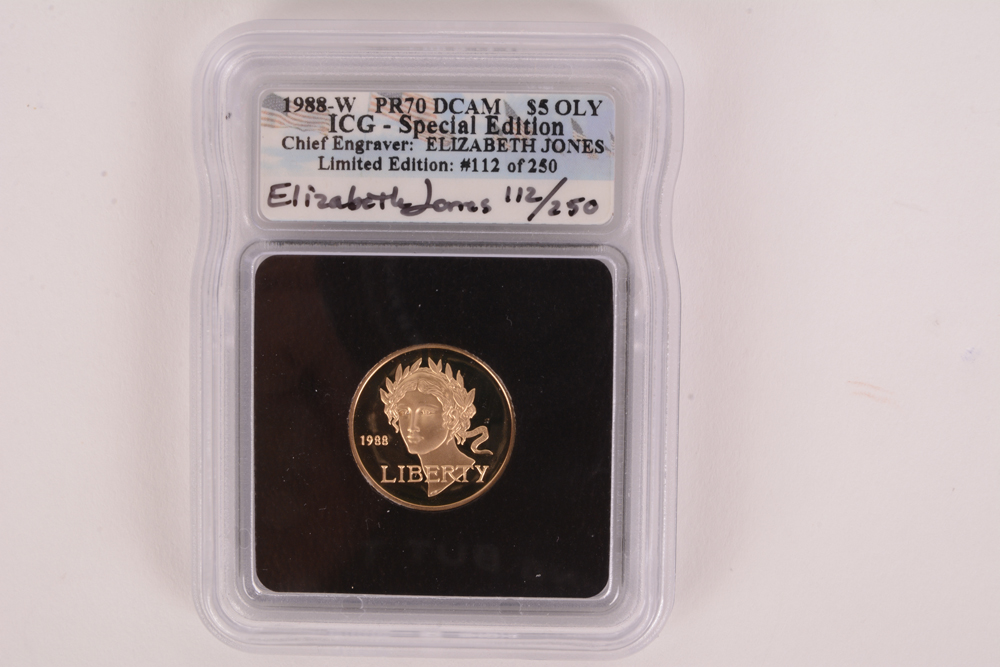 1988-W PR70 DCAM $5 OLY
ICG - Special Edition
Chief Engraver: ELIZABETH JONES
Limited Edition: #112 of 250
Elizabeth Jones 112/250
1988
LIBERTY